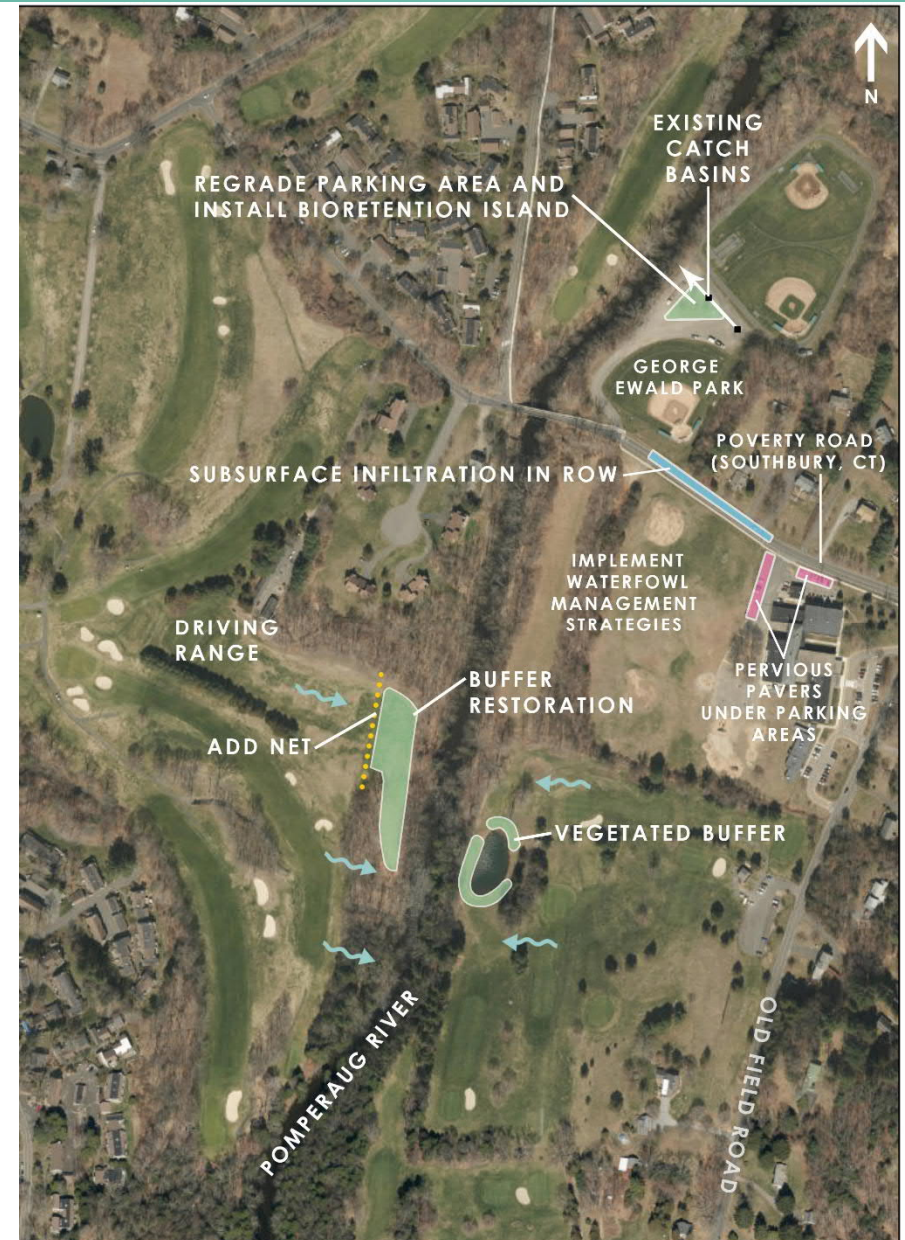 N
EXISTING
CATCH
BASINS
REGRADE PARKING AREA AND
INSTALL BIORETENTION ISLAND
GEORGE
EWALD PARK
POVERTY ROAD
(SOUTHBURY, CT)
SUBSURFACE INFILTRATION IN ROW
IMPLEMENT
WATERFOWL
MANAGEMENT
STRATEGIES
DRIVING
RANGE
BUFFER
RESTORATION
PERVIOUS
PAVERS
UNDER PARKING
AREAS
ADD NET
VEGETATED BUFFER
POMPERAUG RIVER
OLD FIELD ROAD